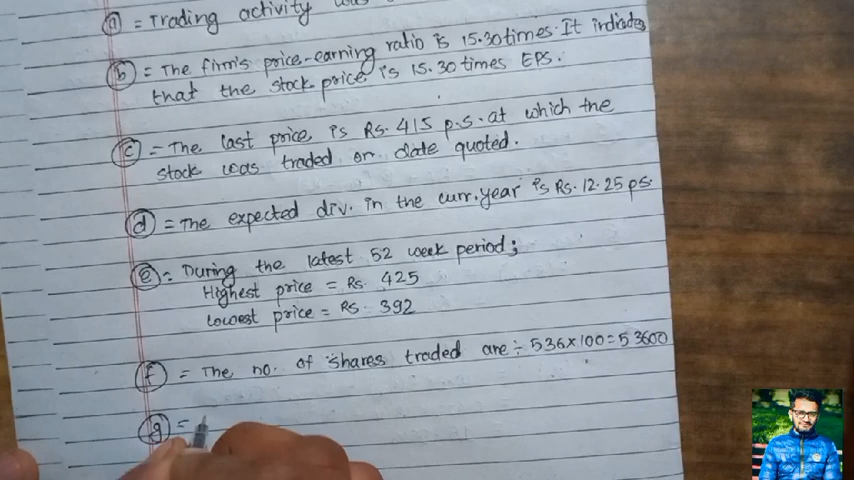 ⓐ = Trading activity was
ⓑ = The firm's price-earning ratio is 15.30 times. It indicates
that the stock price is 15.30 times EPS.
ⓒ = The last price is Rs. 415 p.s. at which the
stock was traded on date quoted.
ⓓ = The expected div. in the curr. year is Rs. 12.25 ps.
ⓔ = During the latest 52 week period;
Highest price = Rs. 425
Lowest price = Rs. 392
ⓕ = The no. of shares traded are ÷ 536×100=53600
ⓖ =